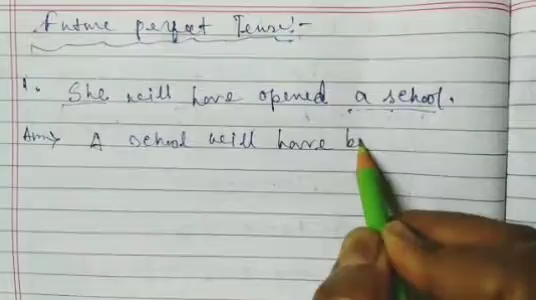 Future perfect Tense:-
1. She will have opened a school.
Ans> A school will have b